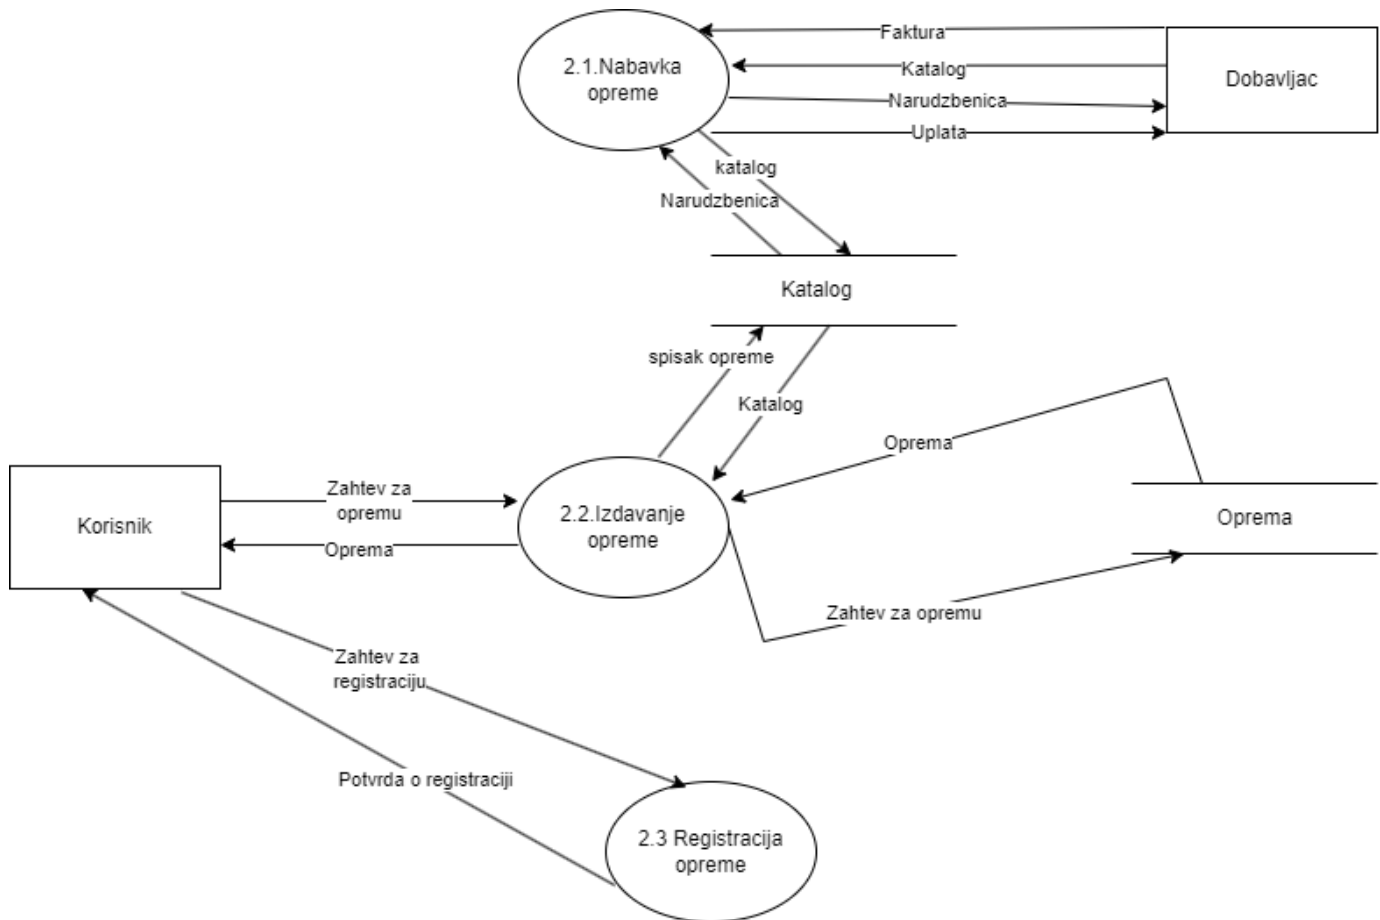 Faktura
2.1.Nabavka
opreme
Katalog
Dobavljac
Narudzbenica
Uplata
katalog
Narudzbenica
Katalog
spisak opreme
Katalog
Oprema
Zahtev za
opremu
Korisnik
2.2.Izdavanje
opreme
Oprema
Oprema
Zahtev za opremu
Zahtev za
registraciju
Potvrda o registraciji
2.3 Registracija
opreme